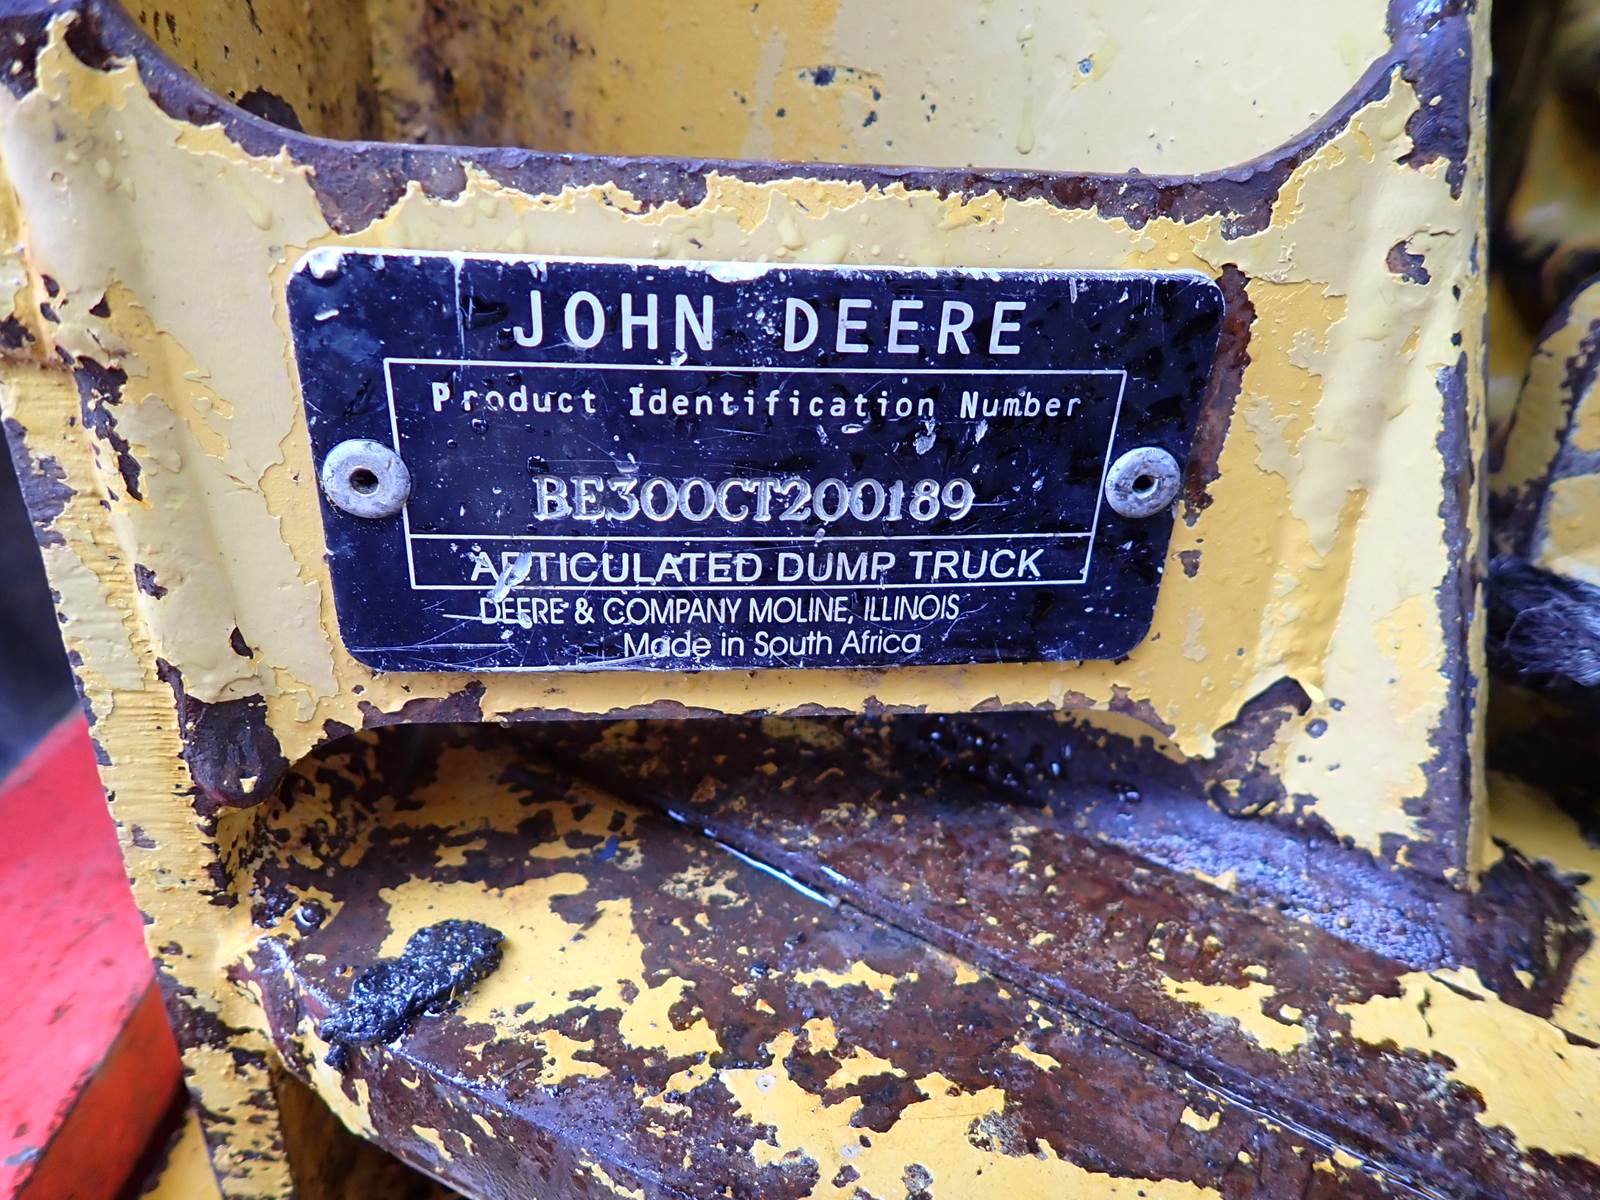 JOHN DEERE
Product Identification Number
BE300CT200189
ARTICULATED DUMP TRUCK
DEERE & COMPANY MOLINE, ILLINOIS
Made in South Africa